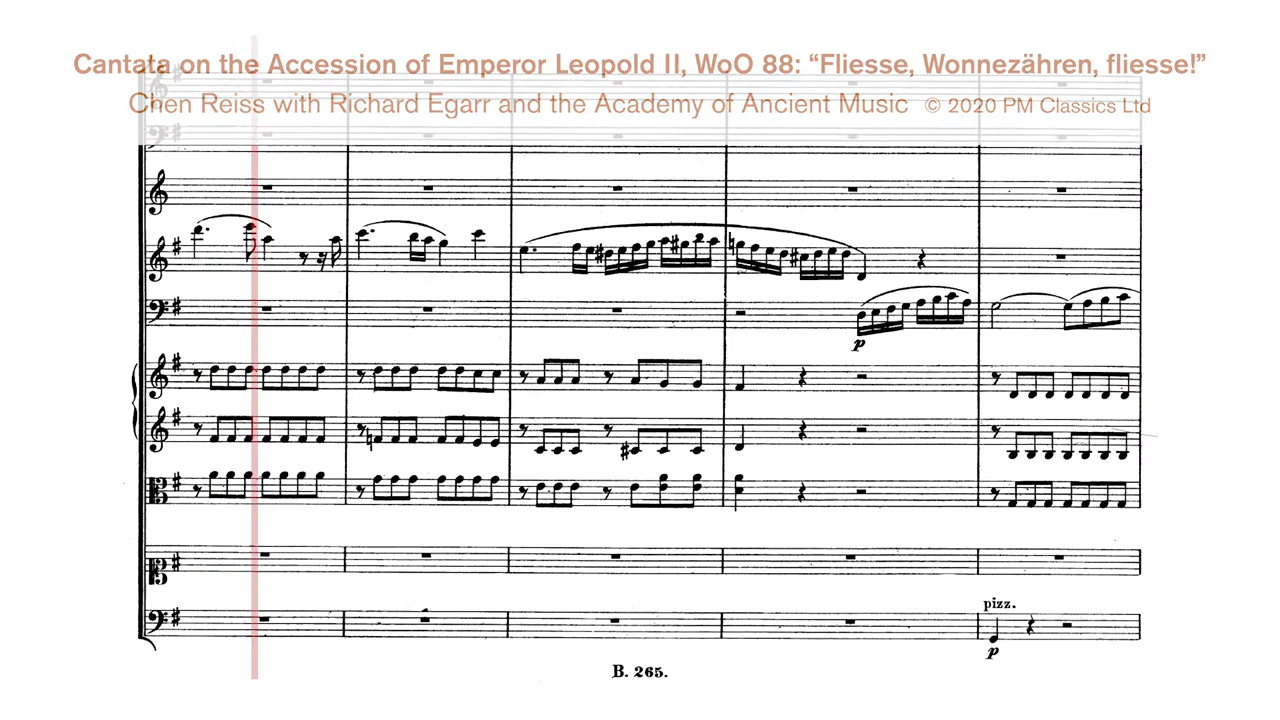 Cantata on the Accession of Emperor Leopold II, WoO 88: “Fliesse, Wonnezähren, fliesse!”
Chen Reiss with Richard Egarr and the Academy of Ancient Music © 2020 PM Classics Ltd
p
pizz.
p
B. 265.